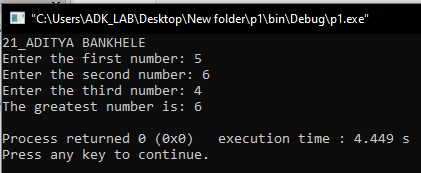 "C:\Users\ADK_LAB\Desktop\New folder\p1\bin\Debug\p1.exe"
21_ADITYA BANKHELE
Enter the first number: 5
Enter the second number: 6
Enter the third number: 4
The greatest number is: 6
Process returned 0 (0x0)   execution time : 4.449 s
Press any key to continue.